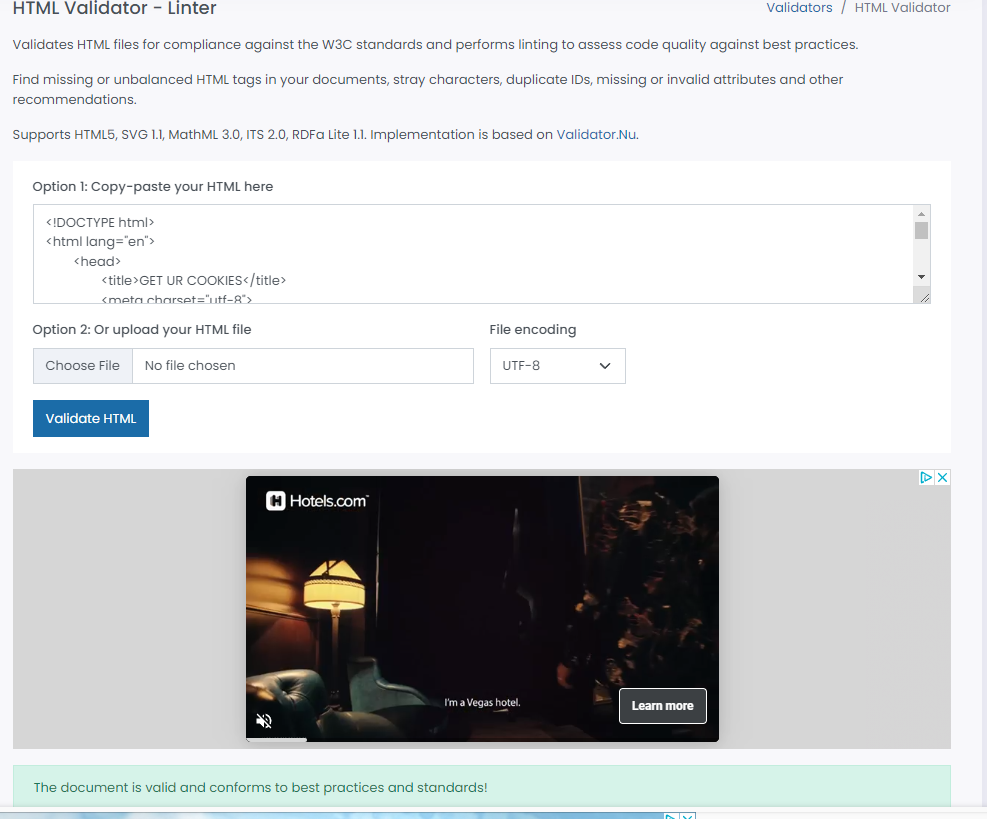 HTML Validator - Linter
Validators / HTML Validator
Validates HTML files for compliance against the W3C standards and performs linting to assess code quality against best practices.
Find missing or unbalanced HTML tags in your documents, stray characters, duplicate IDs, missing or invalid attributes and other
recommendations.
Supports HTML5, SVG 1.1, MathML 3.0, ITS 2.0, RDFa Lite 1.1. Implementation is based on Validator.Nu.
Option 1: Copy-paste your HTML here
<!DOCTYPE html>
<html lang="en">
<head>
<title>GET UR COOKIES</title>
<meta charset="utf-8">
Option 2: Or upload your HTML file
File encoding
Choose File No file chosen
UTF-8
Validate HTML
Hotels.com
I'm a Vegas hotel.
Learn more
The document is valid and conforms to best practices and standards!